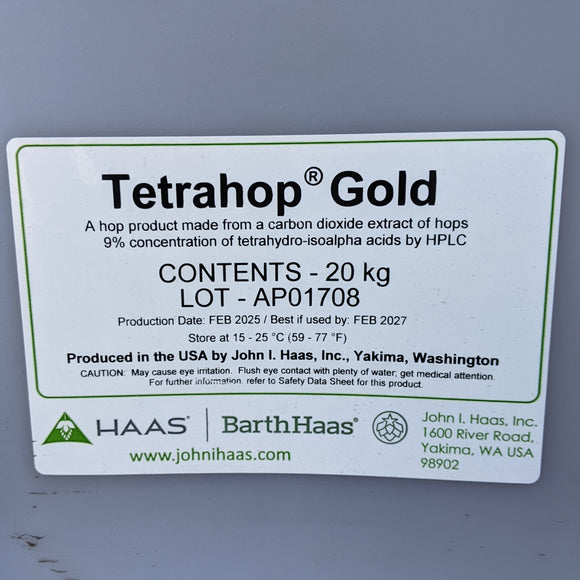 Tetrahop® Gold
A hop product made from a carbon dioxide extract of hops
9% concentration of tetrahydro-isoalpha acids by HPLC
CONTENTS - 20 kg
LOT - AP01708
Production Date: FEB 2025 / Best if used by: FEB 2027
Store at 15 - 25 °C (59 - 77 °F)
Produced in the USA by John I. Haas, Inc., Yakima, Washington
CAUTION: May cause eye irritation. Flush eye contact with plenty of water; get medical attention.
For further information, refer to Safety Data Sheet for this product.
HAAS® | BarthHaas®
www.johnihaas.com
John I. Haas, Inc.
1600 River Road,
Yakima, WA USA
98902